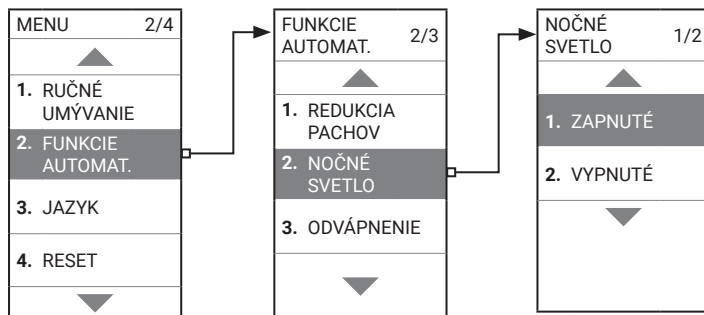 MENU 2/4
1. RUČNÉ
UMÝVANIE
2. FUNKCIE
AUTOMAT.
3. JAZYK
4. RESET
FUNKCIE
AUTOMAT. 2/3
1. REDUKCIA
PACHOV
2. NOČNÉ
SVETLO
3. ODVÁPNENIE
NOČNÉ
SVETLO 1/2
1. ZAPNUTÉ
2. VYPNUTÉ